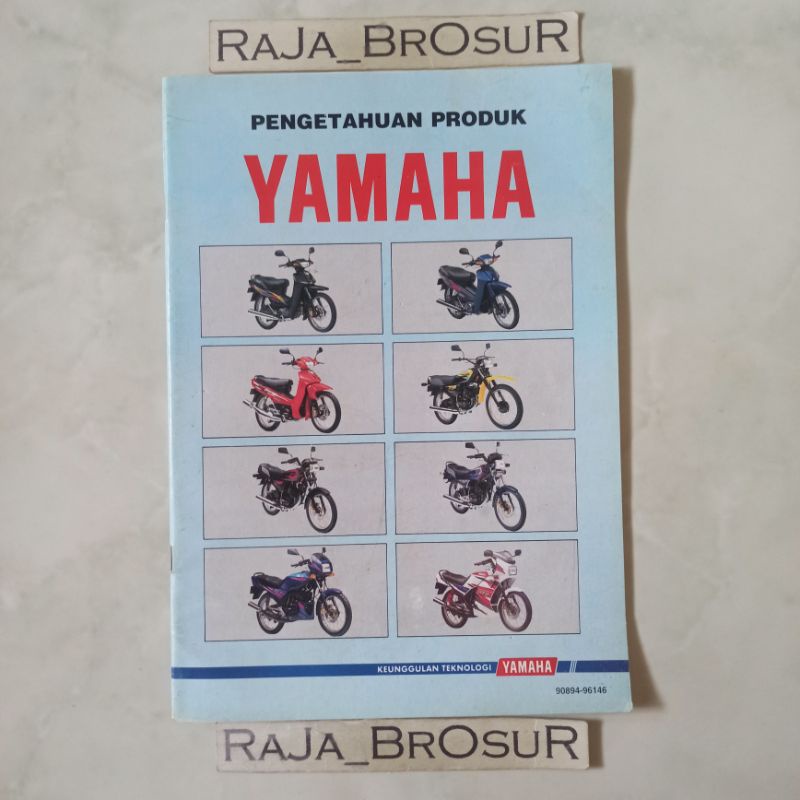 RAJA_BROSUR
PENGETAHUAN PRODUK
YAMAHA
KEUNGGULAN TEKNOLOGI YAMAHA
90894-96146
RAJA_BROSUR